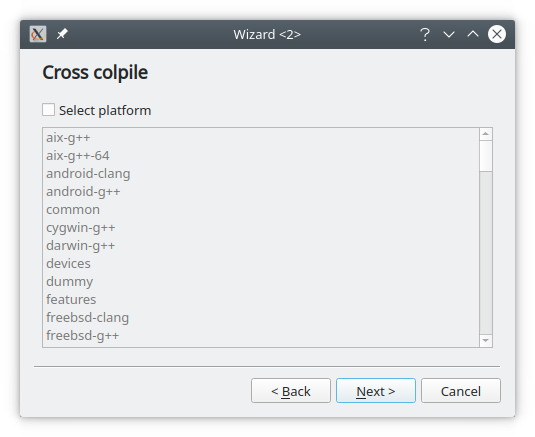 Wizard <2>
Cross colpile
Select platform
aix-g++
aix-g++-64
android-clang
android-g++
common
cygwin-g++
darwin-g++
devices
dummy
features
freebsd-clang
freebsd-g++
< Back Next > Cancel